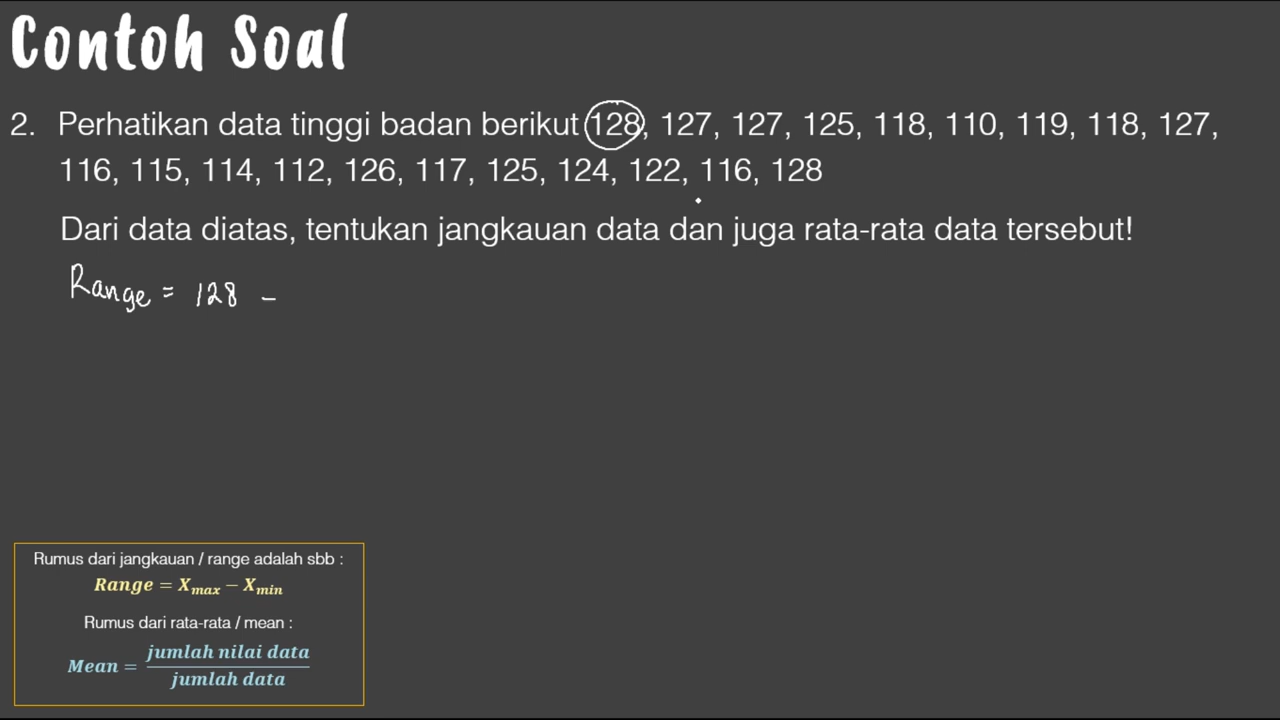 Contoh Soal
2. Perhatikan data tinggi badan berikut 128, 127, 127, 125, 118, 110, 119, 118, 127,
116, 115, 114, 112, 126, 117, 125, 124, 122, 116, 128
Dari data diatas, tentukan jangkauan data dan juga rata-rata data tersebut!
Range = 128 -
Rumus dari jangkauan / range adalah sbb :
Range = Xmax − Xmin
Rumus dari rata-rata / mean :
jumlah nilai data
Mean =
jumlah data